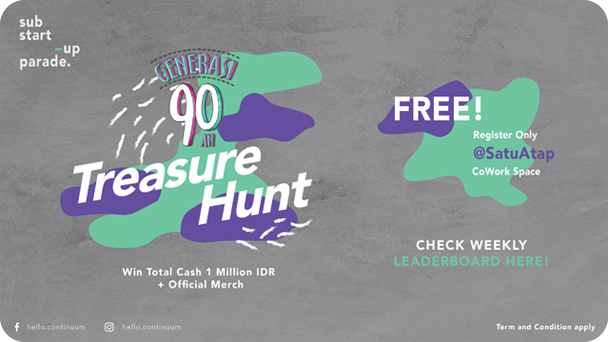 sub
start
~up
parade.
GENERASI
90
AN
Treasure
Hunt
Win Total Cash 1 Million IDR
+ Official Merch
FREE!
Register Only
@SatuAtap
CoWork Space
CHECK WEEKLY
LEADERBOARD HERE!
hello.continuum
hello.continuum
Term and Condition apply